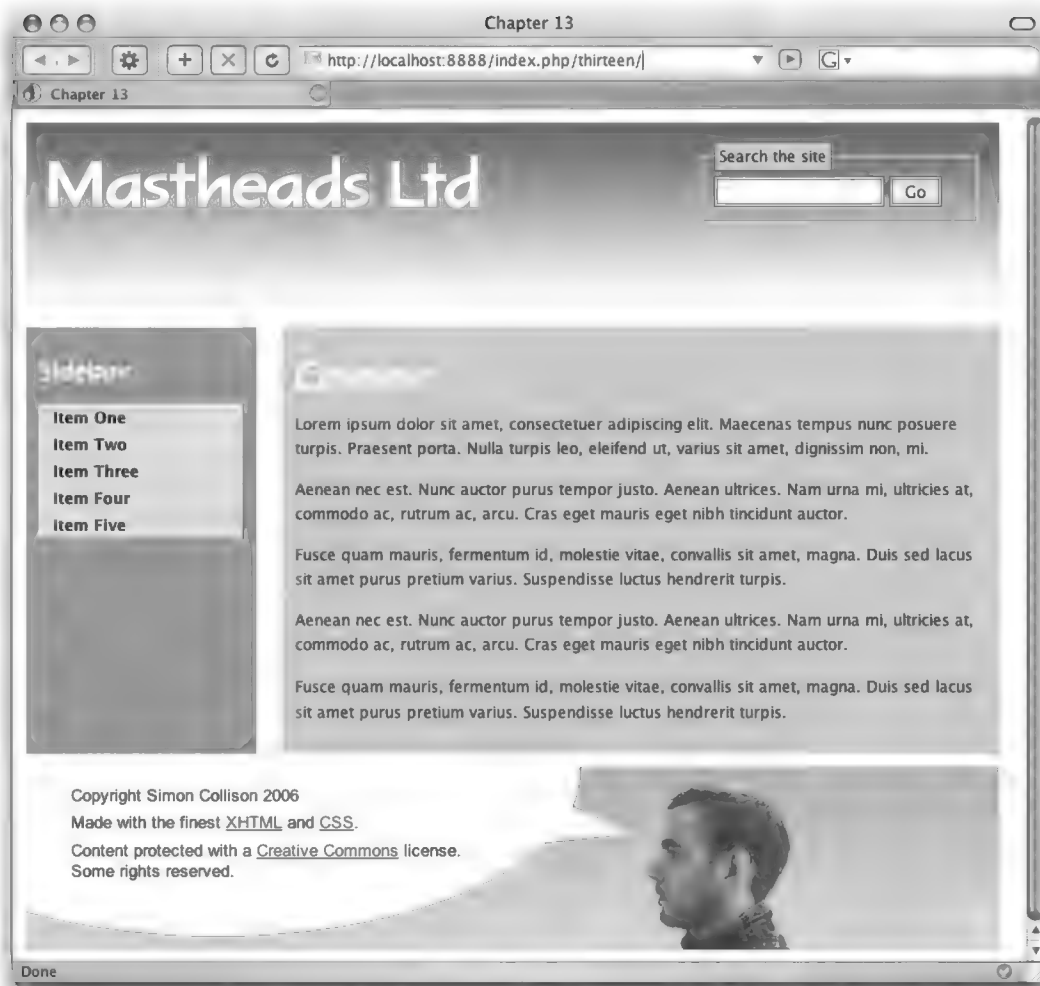 Chapter 13
http://localhost:8888/index.php/thirteen/
G
Chapter 13
Mastheads Ltd
Search the site
Go
Sidebar
Item One
Item Two
Item Three
Item Four
Item Five
Lorem ipsum dolor sit amet, consectetuer adipiscing elit. Maecenas tempus nunc posuere
turpis. Praesent porta. Nulla turpis leo, eleifend ut, varius sit amet, dignissim non, mi.
Aenean nec est. Nunc auctor purus tempor justo. Aenean ultrices. Nam urna mi, ultricies at,
commodo ac, rutrum ac, arcu. Cras eget mauris eget nibh tincidunt auctor.
Fusce quam mauris, fermentum id, molestie vitae, convallis sit amet, magna. Duis sed lacus
sit amet purus pretium varius. Suspendisse luctus hendrerit turpis.
Aenean nec est. Nunc auctor purus tempor justo. Aenean ultrices. Nam urna mi, ultricies at,
commodo ac, rutrum ac, arcu. Cras eget mauris eget nibh tincidunt auctor.
Fusce quam mauris, fermentum id, molestie vitae, convallis sit amet, magna. Duis sed lacus
sit amet purus pretium varius. Suspendisse luctus hendrerit turpis.
Copyright Simon Collison 2006
Made with the finest XHTML and CSS.
Content protected with a Creative Commons license.
Some rights reserved.
Done